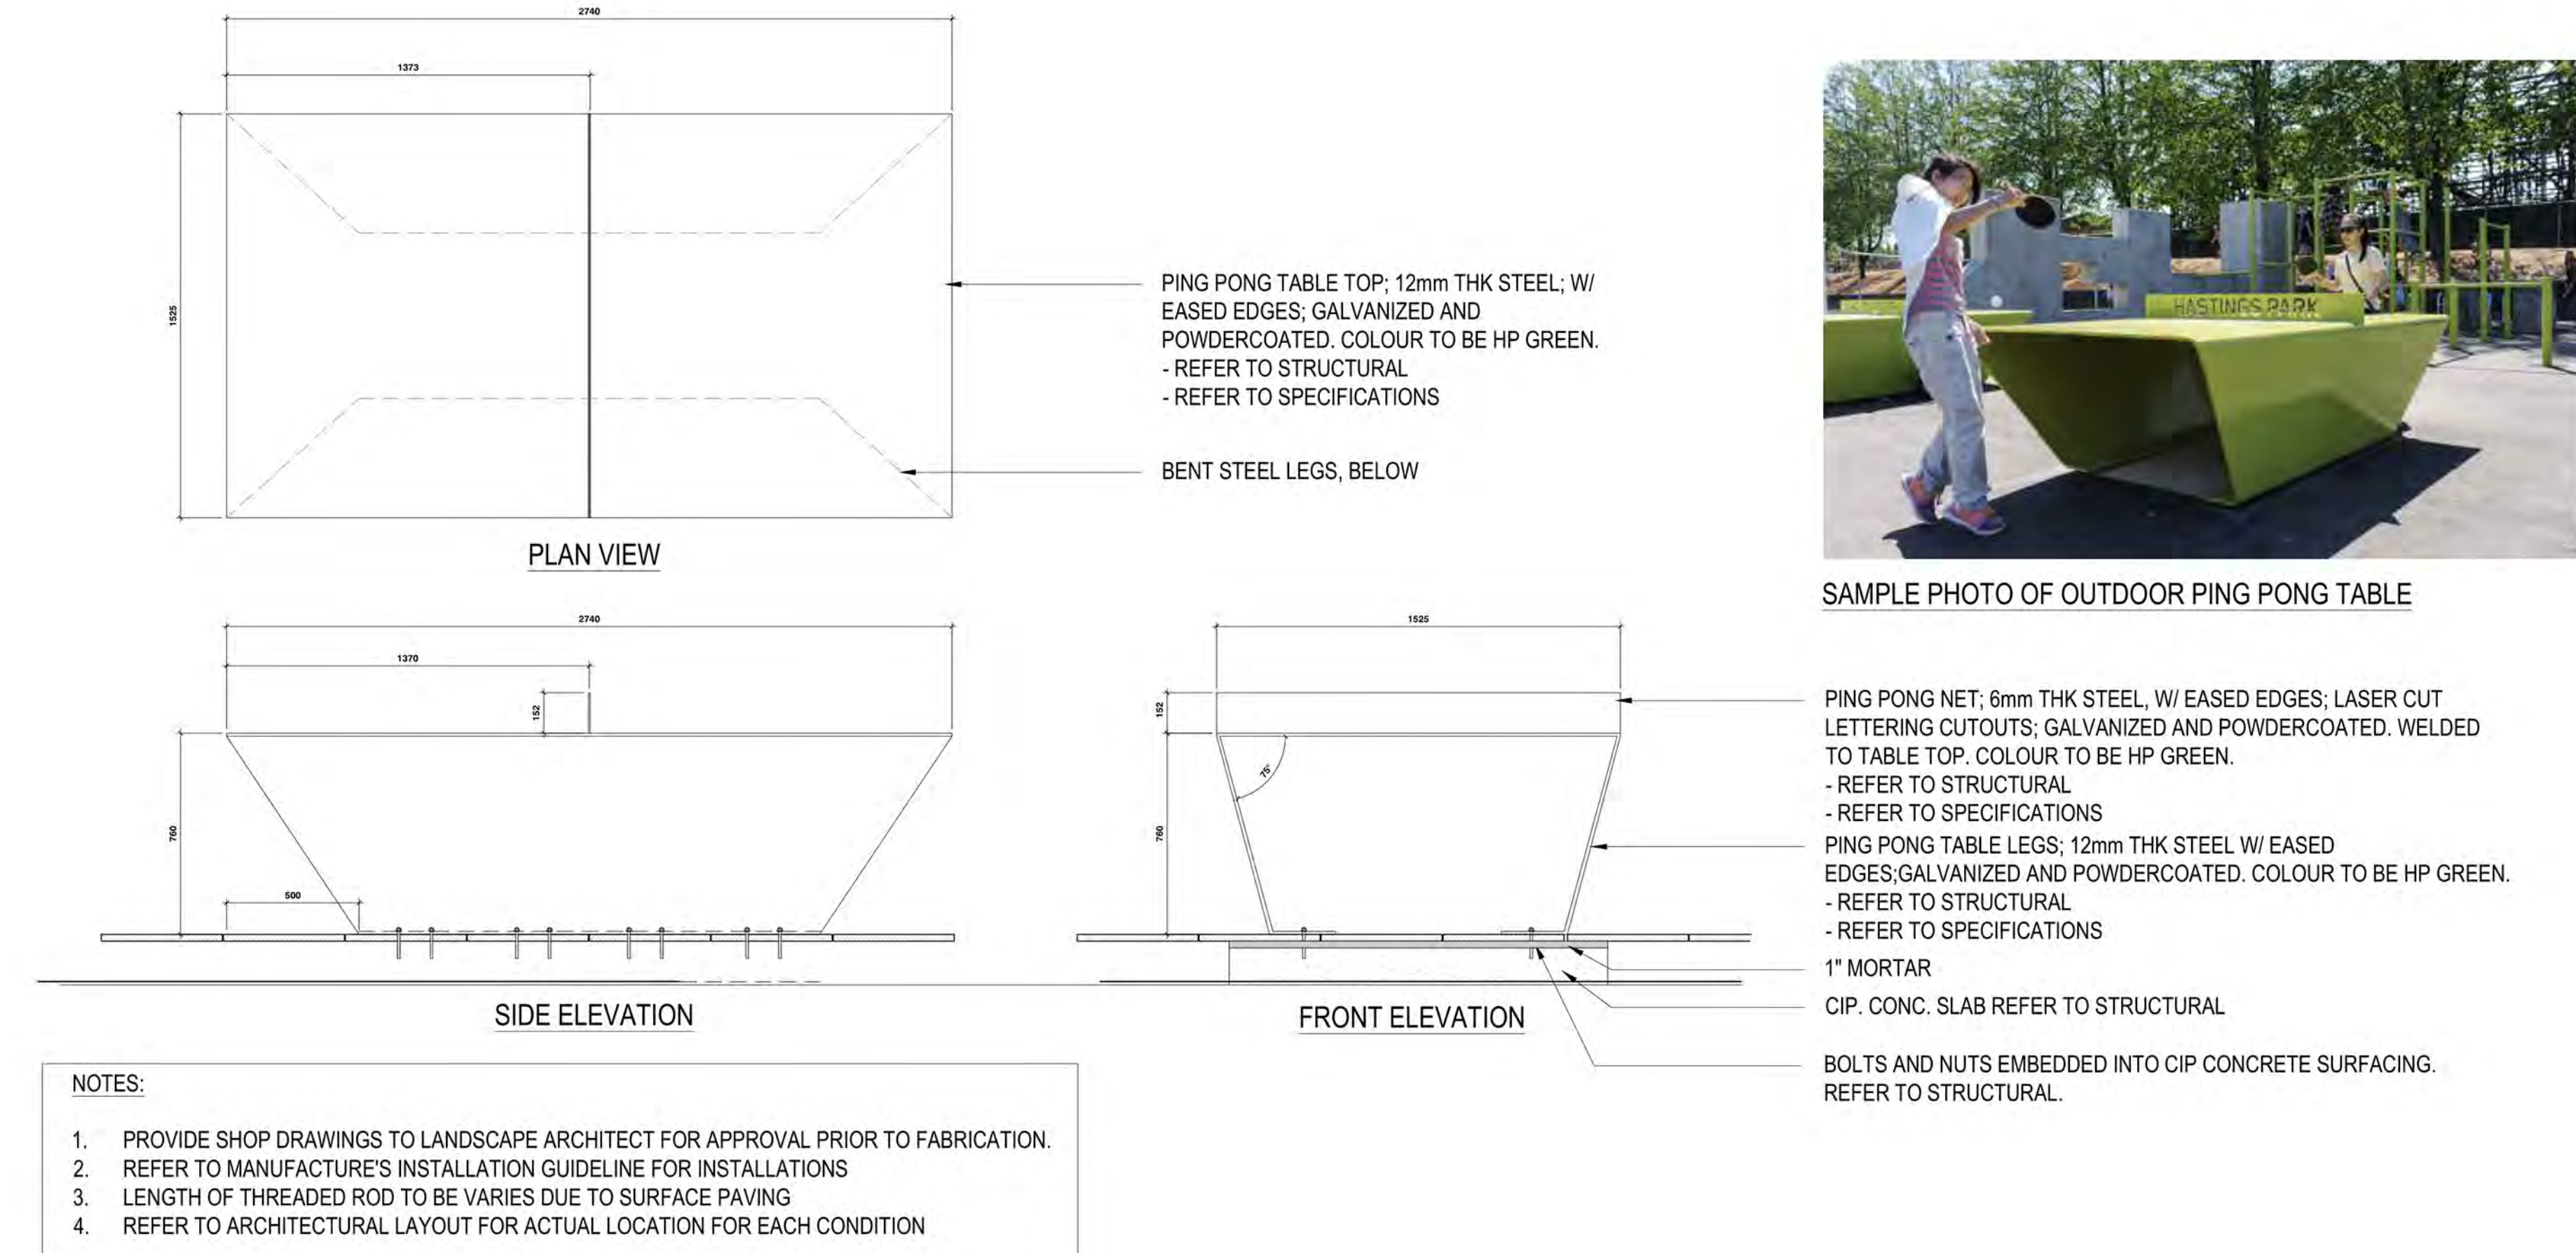 2740
1373
1525
PING PONG TABLE TOP; 12mm THK STEEL; W/
EASED EDGES; GALVANIZED AND
POWDERCOATED. COLOUR TO BE HP GREEN.
- REFER TO STRUCTURAL
- REFER TO SPECIFICATIONS
BENT STEEL LEGS, BELOW
PLAN VIEW
HASTINGS PARK
SAMPLE PHOTO OF OUTDOOR PING PONG TABLE
2740
1370
152
760
500
SIDE ELEVATION
1525
152
75°
760
FRONT ELEVATION
PING PONG NET; 6mm THK STEEL, W/ EASED EDGES; LASER CUT
LETTERING CUTOUTS; GALVANIZED AND POWDERCOATED. WELDED
TO TABLE TOP. COLOUR TO BE HP GREEN.
- REFER TO STRUCTURAL
- REFER TO SPECIFICATIONS
PING PONG TABLE LEGS; 12mm THK STEEL W/ EASED
EDGES;GALVANIZED AND POWDERCOATED. COLOUR TO BE HP GREEN.
- REFER TO STRUCTURAL
- REFER TO SPECIFICATIONS
1" MORTAR
CIP. CONC. SLAB REFER TO STRUCTURAL
BOLTS AND NUTS EMBEDDED INTO CIP CONCRETE SURFACING.
REFER TO STRUCTURAL.
NOTES:
1. PROVIDE SHOP DRAWINGS TO LANDSCAPE ARCHITECT FOR APPROVAL PRIOR TO FABRICATION.
2. REFER TO MANUFACTURE'S INSTALLATION GUIDELINE FOR INSTALLATIONS
3. LENGTH OF THREADED ROD TO BE VARIES DUE TO SURFACE PAVING
4. REFER TO ARCHITECTURAL LAYOUT FOR ACTUAL LOCATION FOR EACH CONDITION